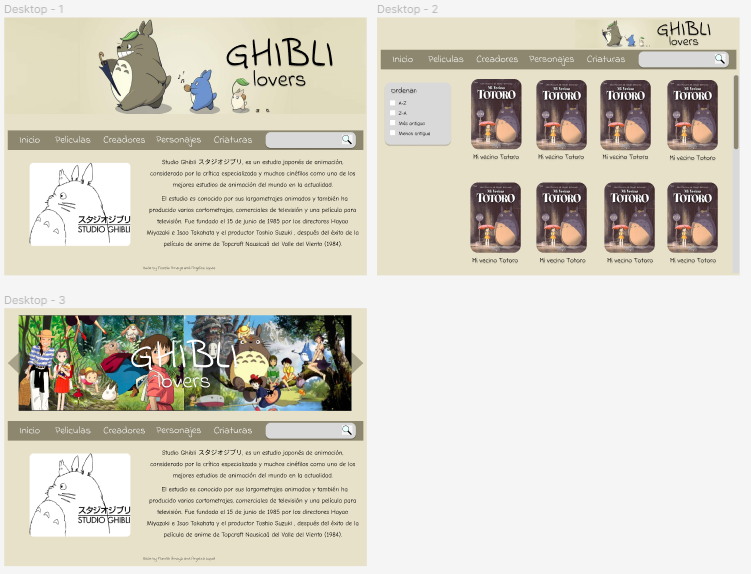 Desktop - 1
GHIBLI
lovers
Inicio Peliculas Creadores Personajes Criaturas
スタジオジブリ
STUDIO GHIBLI
Studio Ghibli スタジオジブリ, es un estudio japonés de animación,
considerado por la crítica especializada y muchos cinéfilos como uno de los
mejores estudios de animación del mundo en la actualidad.
El estudio es conocido por sus largometrajes animados y también ha
producido varios cortometrajes, comerciales de televisión y una película para
televisión. Fue fundado el 15 de junio de 1985 por los directores Hayao
Miyazaki e Isao Takahata y el productor Toshio Suzuki , después del éxito de la
película de anime de Topcraft Nausicaä del Valle del Viento (1984).
Desktop - 2
GHIBLI
lovers
Inicio Peliculas Creadores Personajes Criaturas
ordenar:
A-Z
Z-A
Más antigua
Menos antigua
Mi vecino
TOTORO
Mi vecino
TOTORO
Mi vecino
TOTORO
Mi vecino
TOTORO
Mi vecino Totoro Mi vecino Totoro Mi vecino Totoro Mi vecino Totoro
Mi vecino
TOTORO
Mi vecino
TOTORO
Mi vecino
TOTORO
Mi vecino
TOTORO
Mi vecino Totoro Mi vecino Totoro Mi vecino Totoro Mi vecino Totoro
Desktop - 3
GHIBLI
lovers
Inicio Peliculas Creadores Personajes Criaturas
スタジオジブリ
STUDIO GHIBLI
Studio Ghibli スタジオジブリ, es un estudio japonés de animación,
considerado por la crítica especializada y muchos cinéfilos como uno de los
mejores estudios de animación del mundo en la actualidad.
El estudio es conocido por sus largometrajes animados y también ha
producido varios cortometrajes, comerciales de televisión y una película para
televisión. Fue fundado el 15 de junio de 1985 por los directores Hayao
Miyazaki e Isao Takahata y el productor Toshio Suzuki , después del éxito de la
película de anime de Topcraft Nausicaä del Valle del Viento (1984).